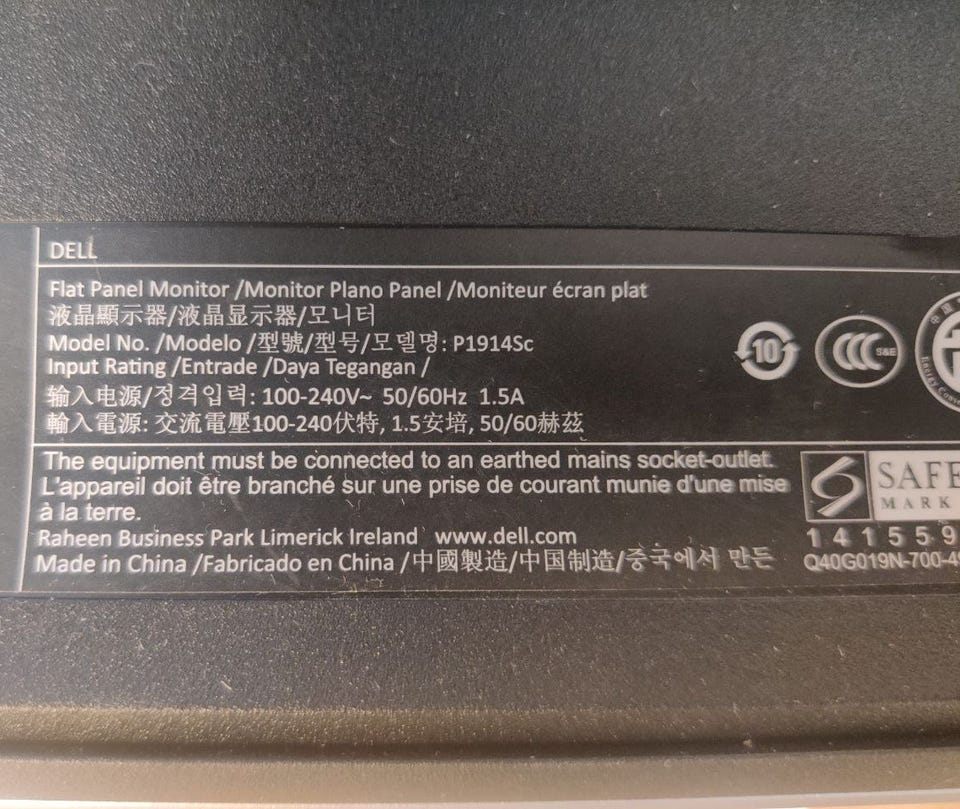 DELL
Flat Panel Monitor /Monitor Plano Panel /Moniteur écran plat
液晶顯示器/液晶显示器/모니터
Model No. /Modelo /型號/型号/모델명: P1914Sc
Input Rating /Entrade /Daya Tegangan /
输入电源/정격입력: 100-240V~ 50/60Hz 1.5A
輸入電源: 交流電壓100-240伏特, 1.5安培, 50/60赫茲
10
CCC S&E
The equipment must be connected to an earthed mains socket-outlet.
L'appareil doit être branché sur une prise de courant munie d'une mise
à la terre.
Raheen Business Park Limerick Ireland www.dell.com
Made in China /Fabricado en China /中國製造/中国制造/중국에서 만든
SAFE
MARK
141559
Q40G019N-700-4